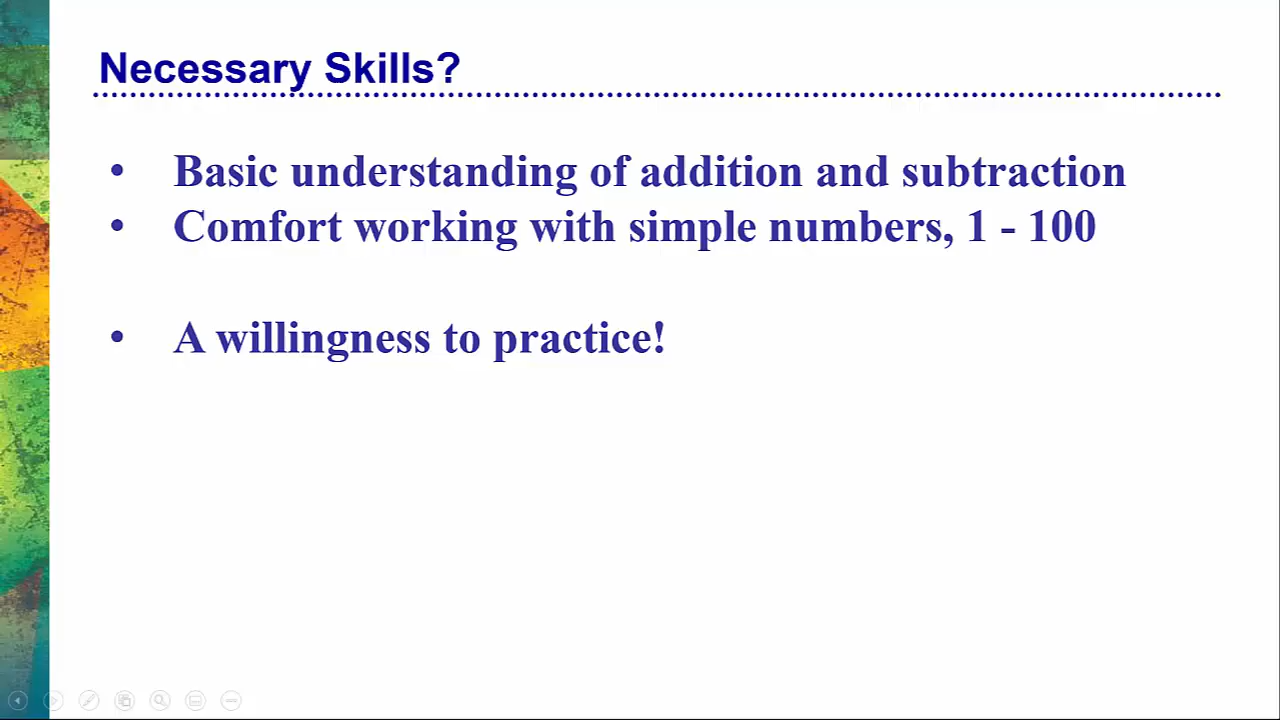 Necessary Skills?
• Basic understanding of addition and subtraction
• Comfort working with simple numbers, 1 - 100
• A willingness to practice!